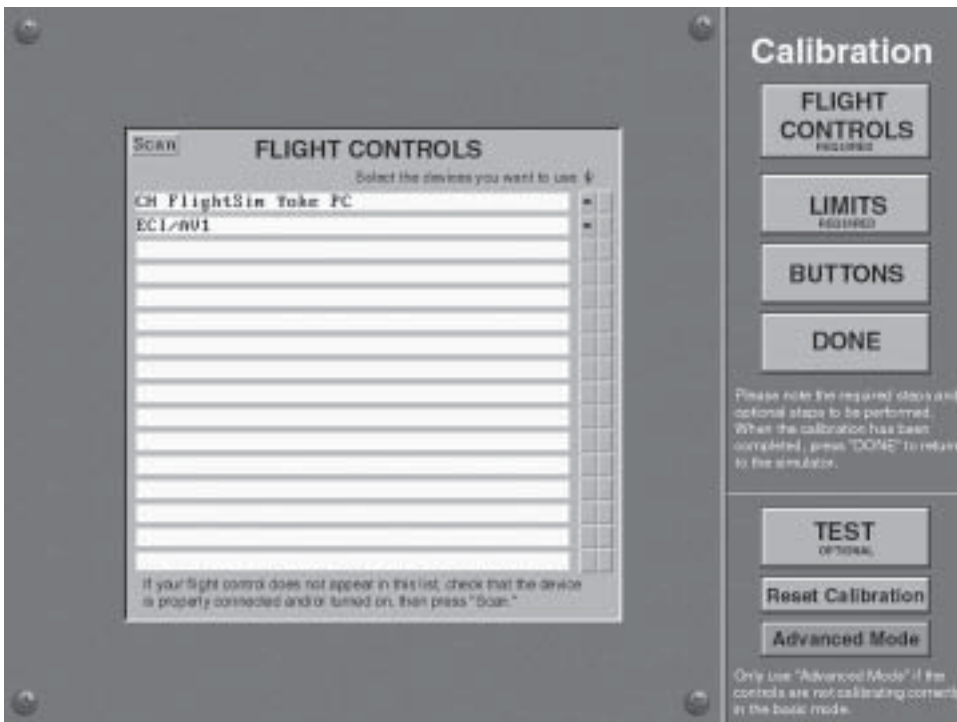 Calibration
FLIGHT
CONTROLS
REQUIRED
LIMITS
REQUIRED
BUTTONS
DONE
Please note the required steps and
optional steps to be performed.
When the calibration has been
completed, press "DONE" to return
to the simulator.
TEST
OPTIONAL
Reset Calibration
Advanced Mode
Only use "Advanced Mode" if the
controls are not calibrating correctly
in the basic mode.
Scan
FLIGHT CONTROLS
Select the devices you want to use
CH FlightSim Yoke PC
ECI/AV1
If your flight control does not appear in this list, check that the device
is properly connected and/or turned on, then press "Scan."